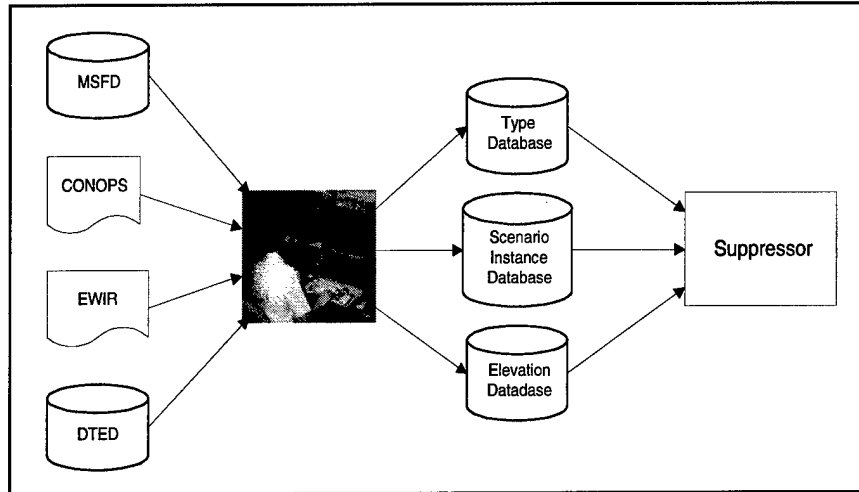 MSFD
CONOPS
EWIR
DTED
Type
Database
Scenario
Instance
Database
Elevation
Datadase
Suppressor